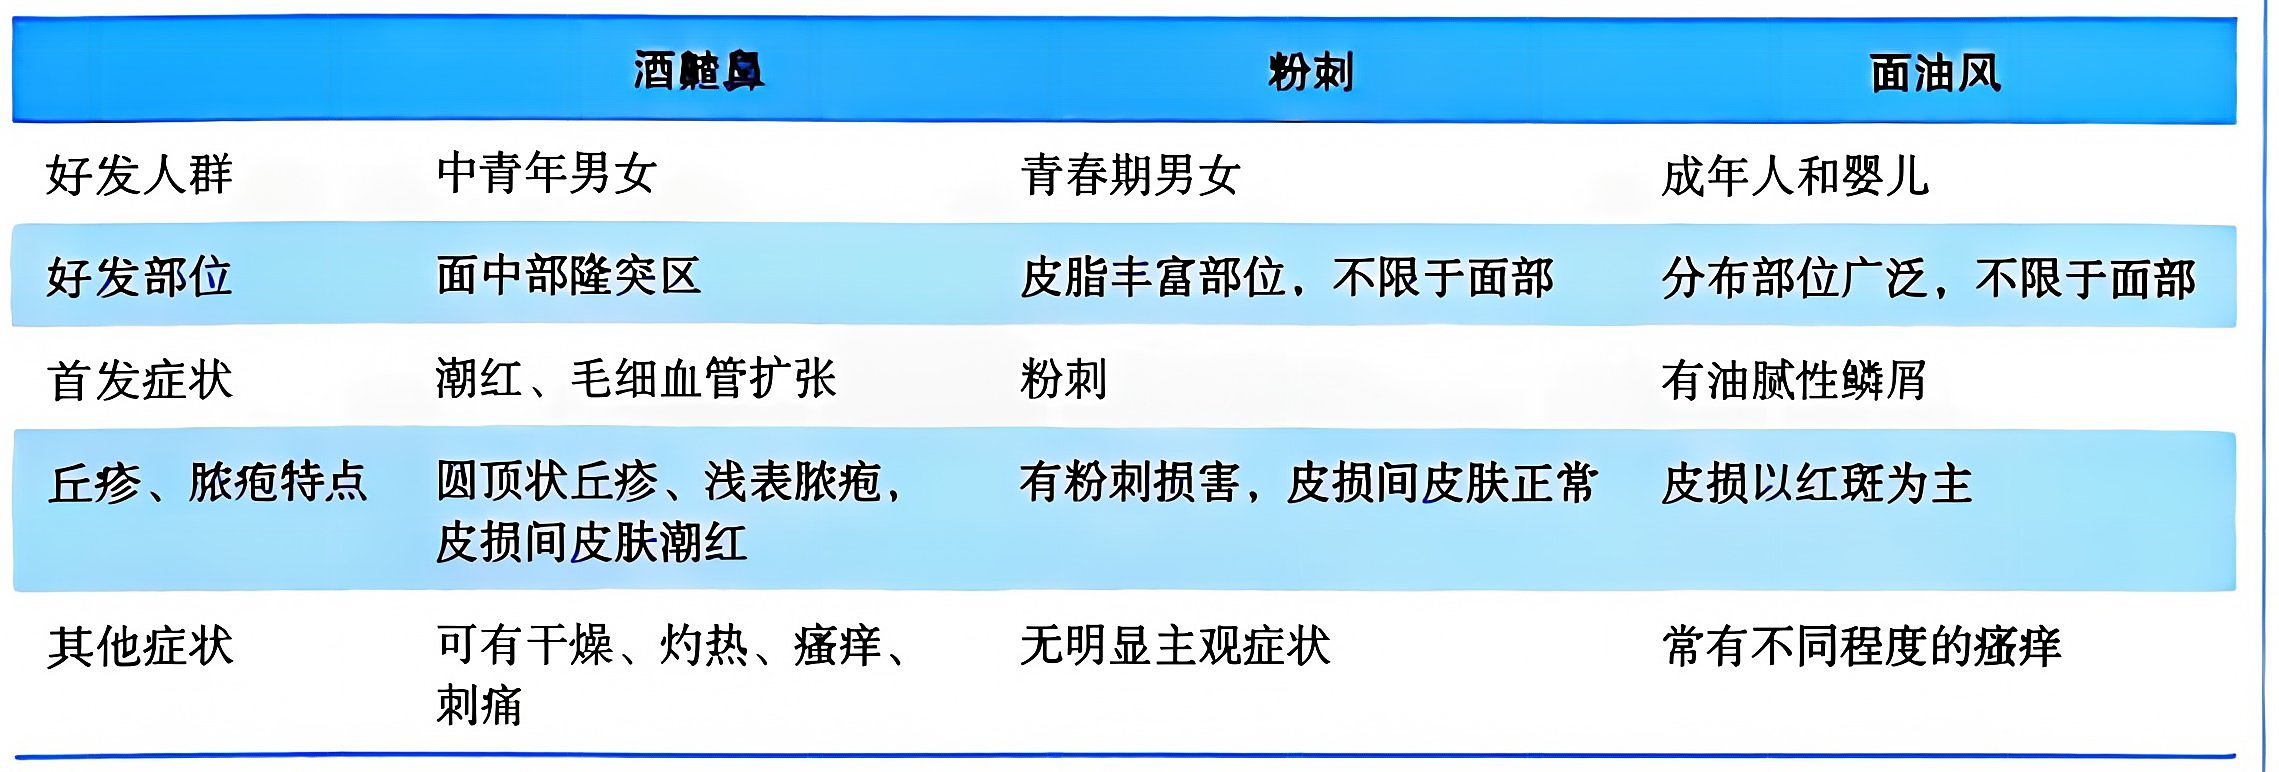 酒齇鼻 粉刺 面油风
好发人群 中青年男女 青春期男女 成年人和婴儿
好发部位 面中部隆突区 皮脂丰富部位，不限于面部 分布部位广泛，不限于面部
首发症状 潮红、毛细血管扩张 粉刺 有油腻性鳞屑
丘疹、脓疱特点 圆顶状丘疹、浅表脓疱， 有粉刺损害，皮损间皮肤正常 皮损以红斑为主
皮损间皮肤潮红
其他症状 可有干燥、灼热、瘙痒、 无明显主观症状 常有不同程度的瘙痒
刺痛